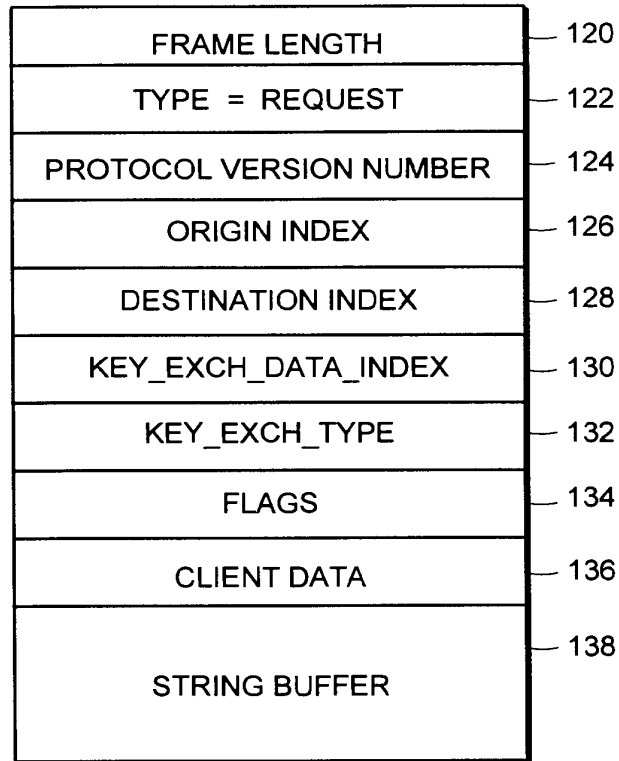 FRAME LENGTH 120
TYPE = REQUEST 122
PROTOCOL VERSION NUMBER 124
ORIGIN INDEX 126
DESTINATION INDEX 128
KEY_EXCH_DATA_INDEX 130
KEY_EXCH_TYPE 132
FLAGS 134
CLIENT DATA 136
STRING BUFFER 138